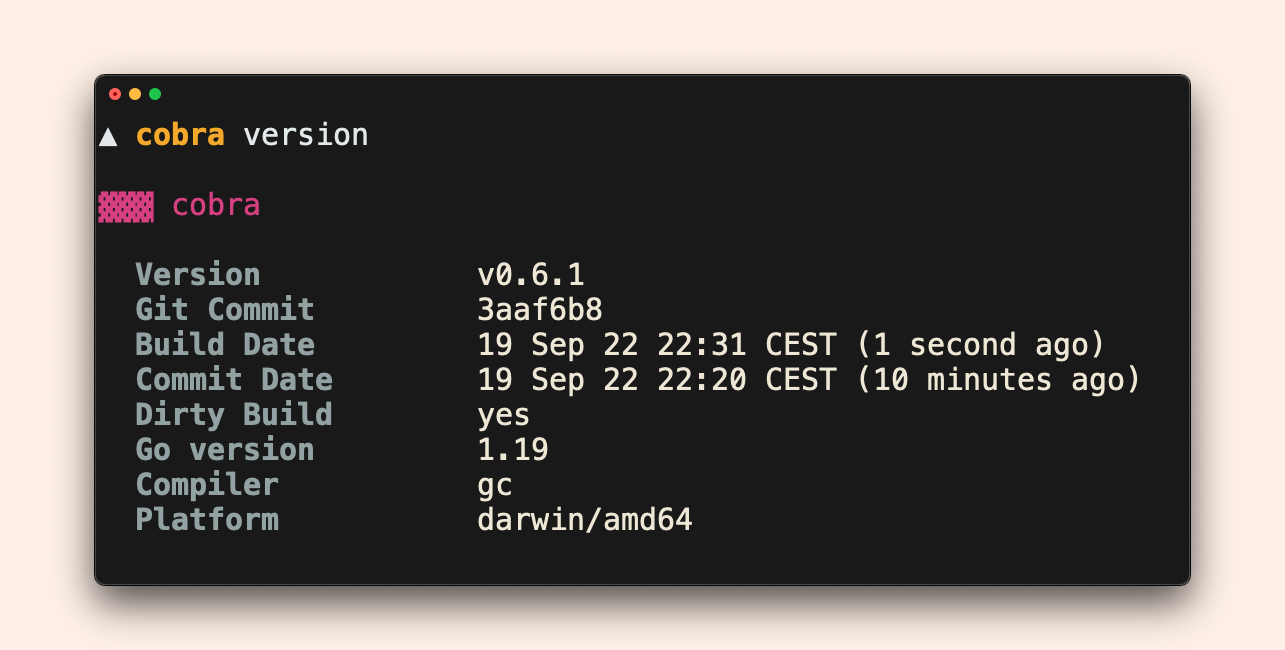 ▲ cobra version
▓▓▓ cobra
Version v0.6.1
Git Commit 3aaf6b8
Build Date 19 Sep 22 22:31 CEST (1 second ago)
Commit Date 19 Sep 22 22:20 CEST (10 minutes ago)
Dirty Build yes
Go version 1.19
Compiler gc
Platform darwin/amd64